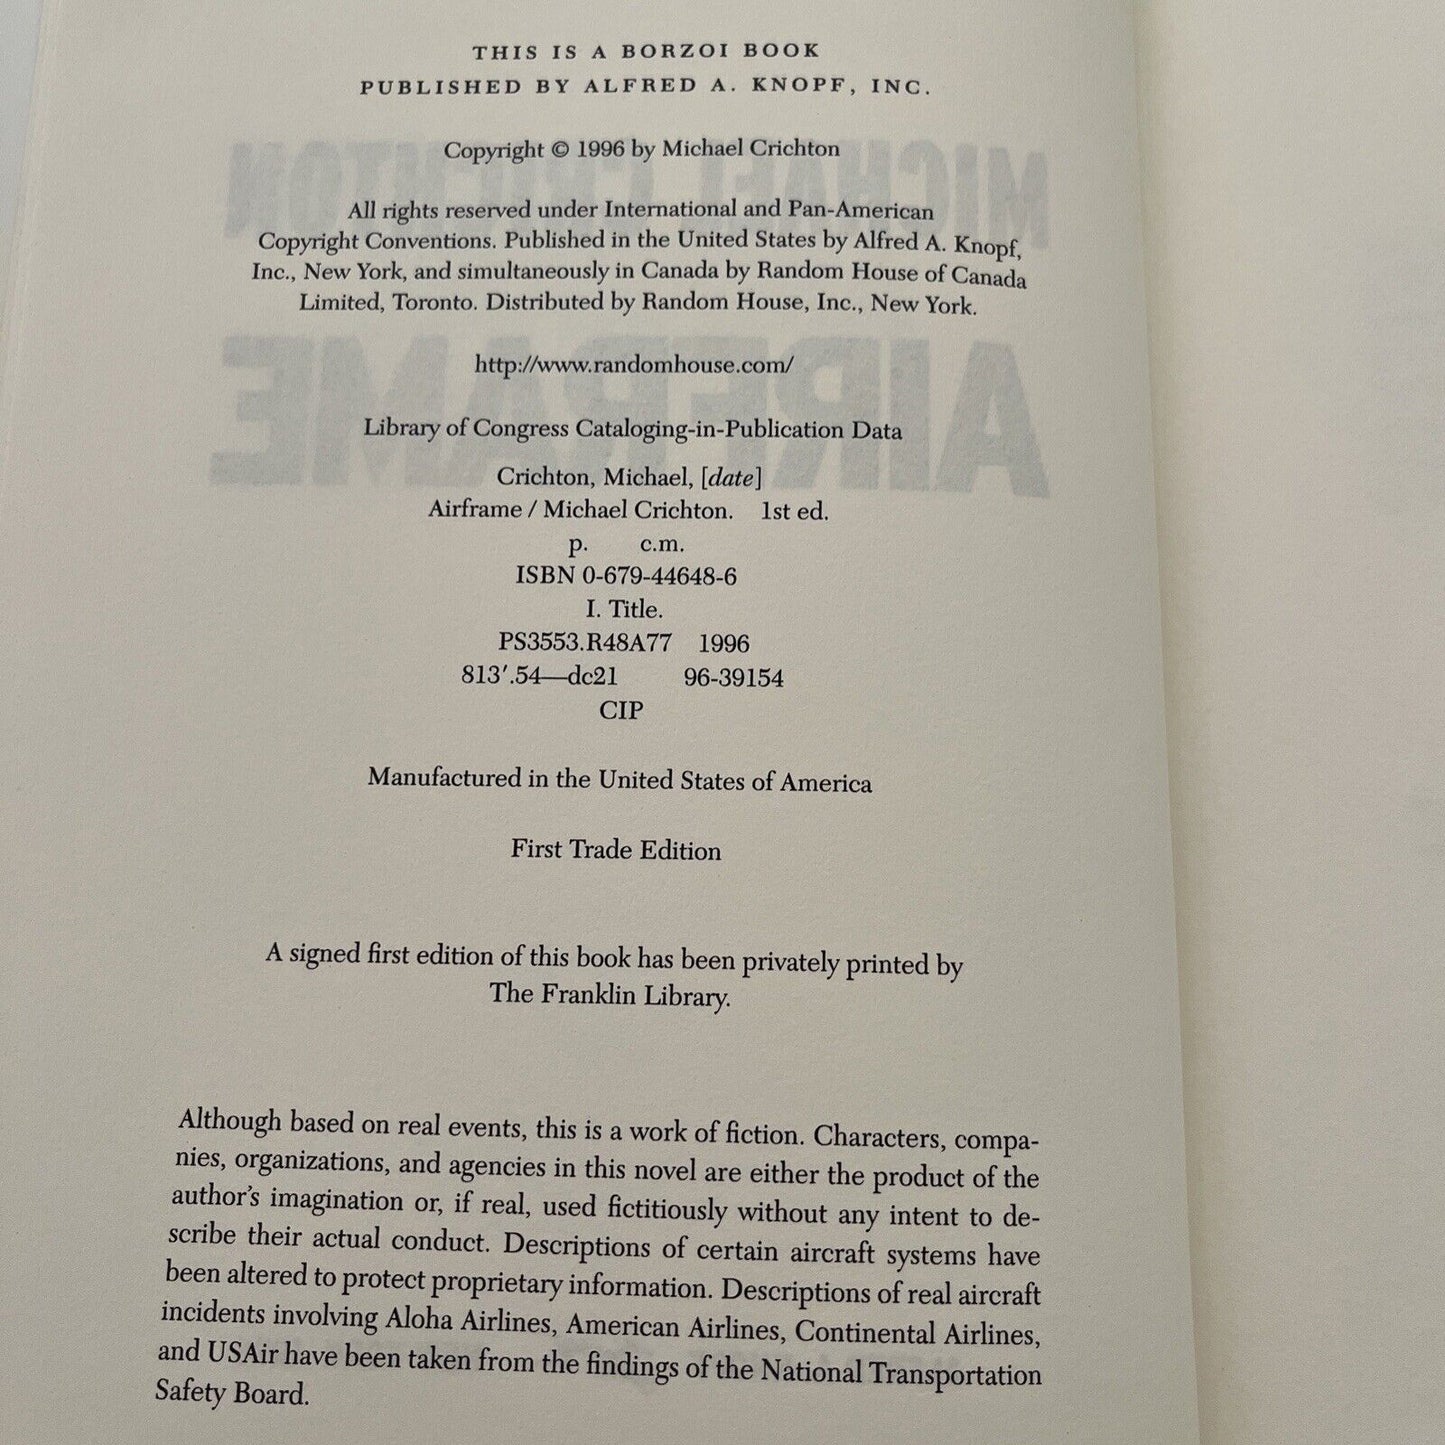 THIS IS A BORZOI BOOK
PUBLISHED BY ALFRED A. KNOPF, INC.
Copyright © 1996 by Michael Crichton
All rights reserved under International and Pan-American
Copyright Conventions. Published in the United States by Alfred A. Knopf,
Inc., New York, and simultaneously in Canada by Random House of Canada
Limited, Toronto. Distributed by Random House, Inc., New York.
http://www.randomhouse.com/
Library of Congress Cataloging-in-Publication Data
Crichton, Michael, [date]
Airframe / Michael Crichton. 1st ed.
p. c.m.
ISBN 0-679-44648-6
I. Title.
PS3553.R48A77 1996
813′.54—dc21 96-39154
CIP
Manufactured in the United States of America
First Trade Edition
A signed first edition of this book has been privately printed by
The Franklin Library.
Although based on real events, this is a work of fiction. Characters, compa-
nies, organizations, and agencies in this novel are either the product of the
author's imagination or, if real, used fictitiously without any intent to de-
scribe their actual conduct. Descriptions of certain aircraft systems have
been altered to protect proprietary information. Descriptions of real aircraft
incidents involving Aloha Airlines, American Airlines, Continental Airlines,
and USAir have been taken from the findings of the National Transportation
Safety Board.
MICHAEL CRICHTON
AIRFRAME